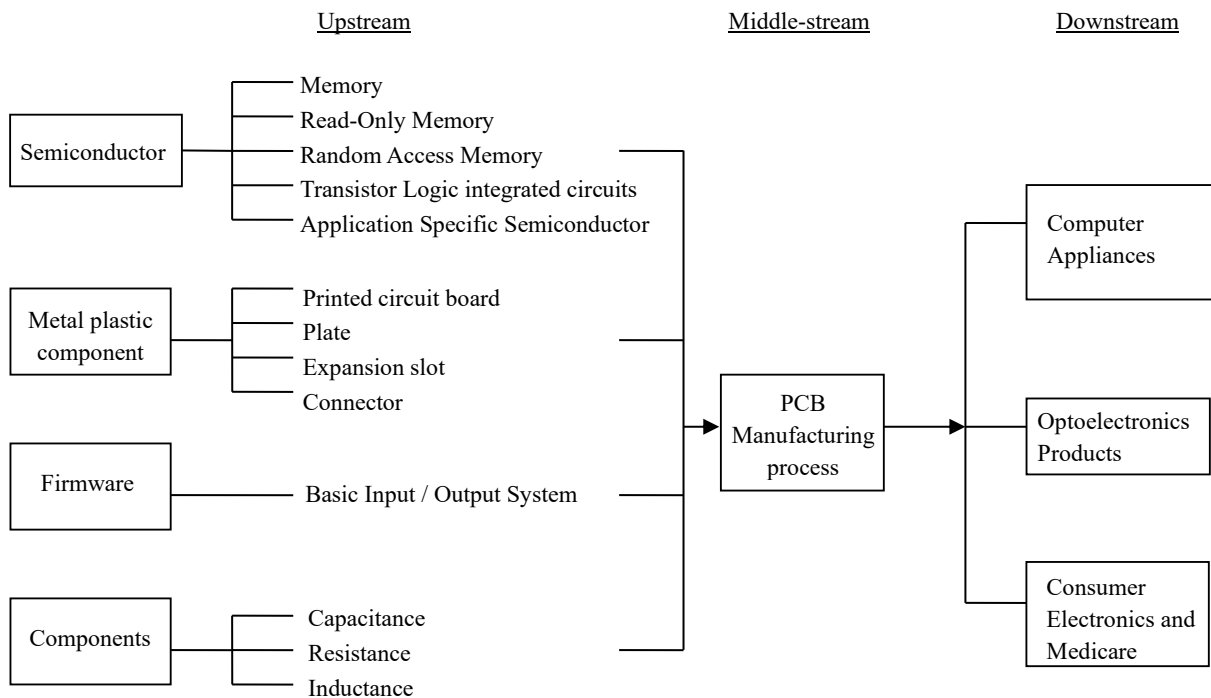 Upstream
Middle-stream
Downstream
Semiconductor
Memory
Read-Only Memory
Random Access Memory
Transistor Logic integrated circuits
Application Specific Semiconductor
Metal plastic
component
Printed circuit board
Plate
Expansion slot
Connector
Firmware
Basic Input / Output System
Components
Capacitance
Resistance
Inductance
PCB
Manufacturing
process
Computer
Appliances
Optoelectronics
Products
Consumer
Electronics and
Medicare